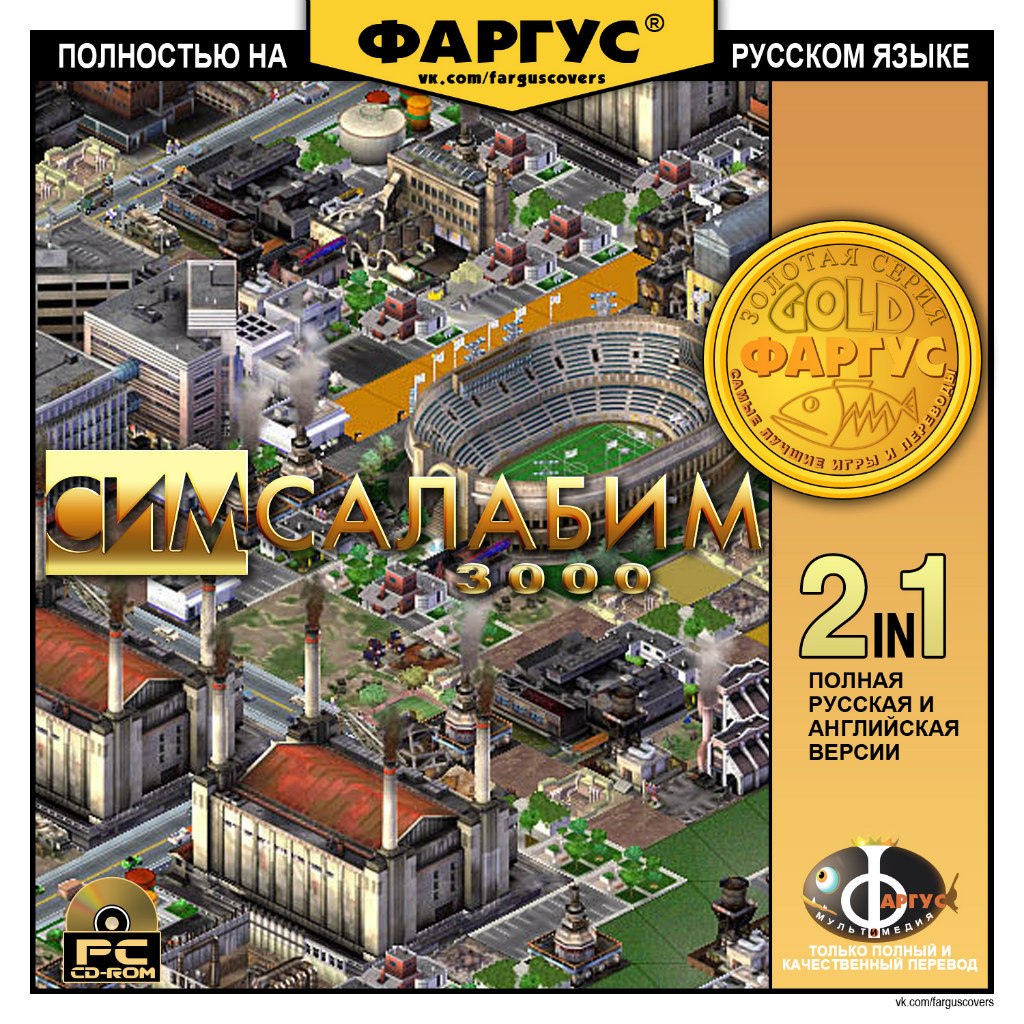 ФАРГУС®
vk.com/farguscovers
ПОЛНОСТЬЮ НА РУССКОМ ЯЗЫКЕ
ЗОЛОТАЯ СЕРИЯ
GOLD
ФАРГУС
САМЫЕ ЛУЧШИЕ ИГРЫ И ПЕРЕВОДЫ
СИМСАЛАБИМ
3000
2IN1
ПОЛНАЯ
РУССКАЯ И
АНГЛИЙСКАЯ
ВЕРСИИ
ФАРГУС
МУЛЬТИМЕДИЯ
ТОЛЬКО ПОЛНЫЙ И
КАЧЕСТВЕННЫЙ ПЕРЕВОД
PC
CD-ROM
vk.com/farguscovers